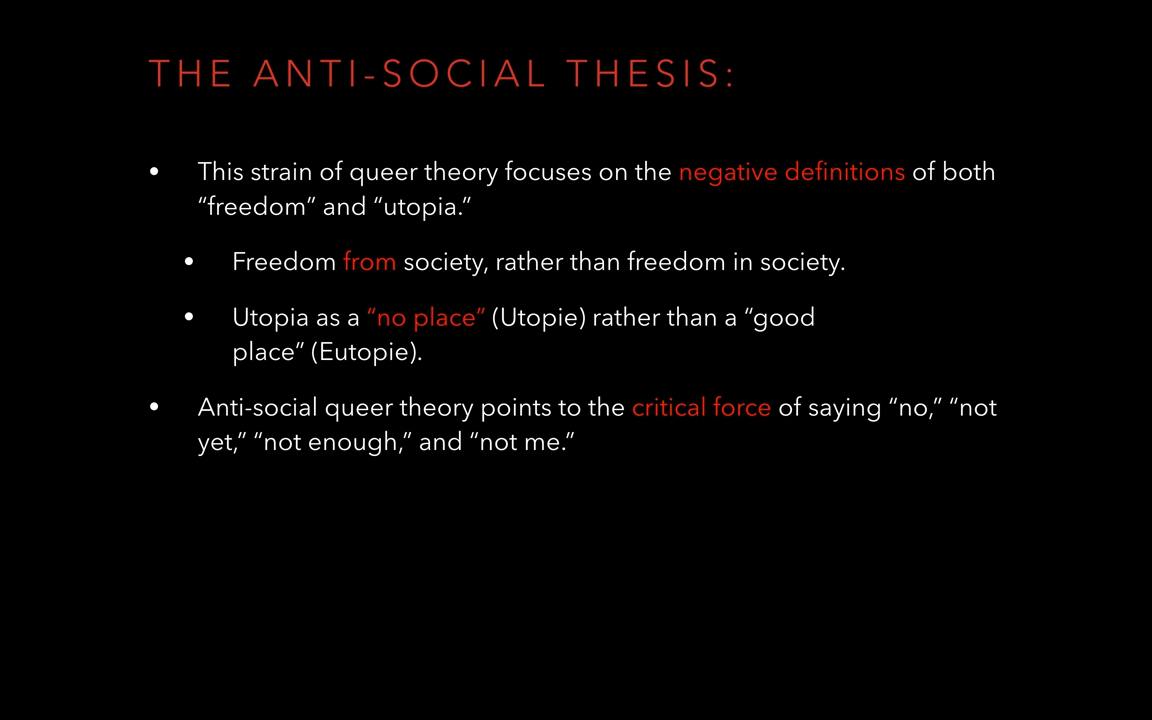 THE ANTI-SOCIAL THESIS:
• This strain of queer theory focuses on the negative definitions of both
“freedom” and “utopia.”
• Freedom from society, rather than freedom in society.
• Utopia as a “no place” (Utopie) rather than a “good
place” (Eutopie).
• Anti-social queer theory points to the critical force of saying “no,” “not
yet,” “not enough,” and “not me.”